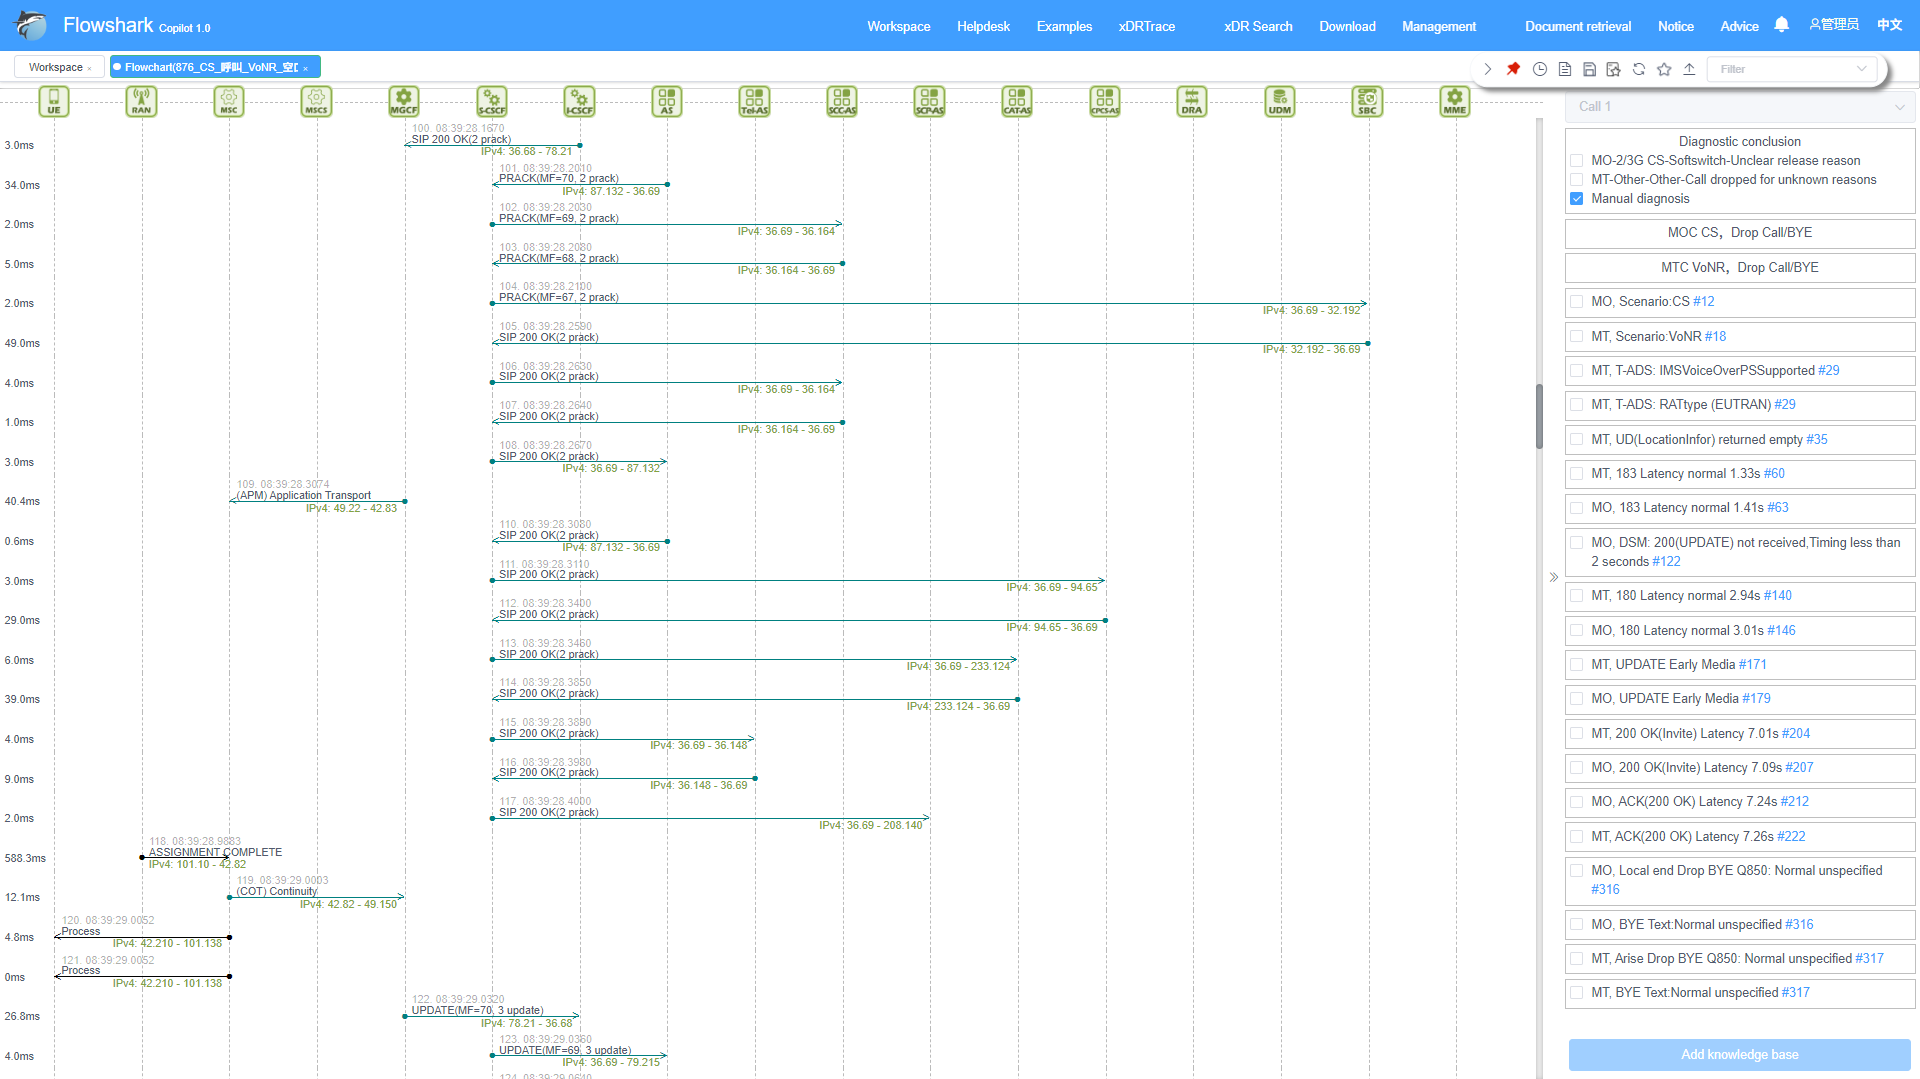 Flowshark Copilot 1.0
Workspace Helpdesk Examples xDRTrace xDR Search Download Management Document retrieval Notice Advice 管理员 中文
Workspace × Flowchart(876_CS_呼叫_VoNR_空口 ×
Filter
UE RAN MSC MSCS MGCF S-CSCF I-CSCF AS Tel-AS SCC-AS SCP-AS CAT-AS CPCS-AS DRA UDM SBC MME
100. 08:39:28.1670
3.0ms SIP 200 OK(2 prack)
IPv4: 36.68 - 78.21
101. 08:39:28.2010
34.0ms PRACK(MF=70, 2 prack)
IPv4: 87.132 - 36.69
102. 08:39:28.2030
2.0ms PRACK(MF=69, 2 prack)
IPv4: 36.69 - 36.164
103. 08:39:28.2080
5.0ms PRACK(MF=68, 2 prack)
IPv4: 36.164 - 36.69
104. 08:39:28.2100
2.0ms PRACK(MF=67, 2 prack)
IPv4: 36.69 - 32.192
105. 08:39:28.2590
49.0ms SIP 200 OK(2 prack)
IPv4: 32.192 - 36.69
106. 08:39:28.2630
4.0ms SIP 200 OK(2 prack)
IPv4: 36.69 - 36.164
107. 08:39:28.2640
1.0ms SIP 200 OK(2 prack)
IPv4: 36.164 - 36.69
108. 08:39:28.2670
3.0ms SIP 200 OK(2 prack)
IPv4: 36.69 - 87.132
109. 08:39:28.3074
40.4ms (APM) Application Transport
IPv4: 49.22 - 42.83
110. 08:39:28.3080
0.6ms SIP 200 OK(2 prack)
IPv4: 87.132 - 36.69
111. 08:39:28.3110
3.0ms SIP 200 OK(2 prack)
IPv4: 36.69 - 94.65
112. 08:39:28.3400
29.0ms SIP 200 OK(2 prack)
IPv4: 94.65 - 36.69
113. 08:39:28.3460
6.0ms SIP 200 OK(2 prack)
IPv4: 36.69 - 233.124
114. 08:39:28.3850
39.0ms SIP 200 OK(2 prack)
IPv4: 233.124 - 36.69
115. 08:39:28.3890
4.0ms SIP 200 OK(2 prack)
IPv4: 36.69 - 36.148
116. 08:39:28.3980
9.0ms SIP 200 OK(2 prack)
IPv4: 36.148 - 36.69
117. 08:39:28.4000
2.0ms SIP 200 OK(2 prack)
IPv4: 36.69 - 208.140
118. 08:39:28.9883
588.3ms ASSIGNMENT COMPLETE
IPv4: 101.10 - 42.82
119. 08:39:29.0003
12.1ms (COT) Continuity
IPv4: 42.82 - 49.150
120. 08:39:29.0052
4.8ms Process
IPv4: 42.210 - 101.138
121. 08:39:29.0052
0ms Process
IPv4: 42.210 - 101.138
122. 08:39:29.0320
26.8ms UPDATE(MF=70, 3 update)
IPv4: 78.21 - 36.68
123. 08:39:29.0360
4.0ms UPDATE(MF=69, 3 update)
IPv4: 36.69 - 79.215
124. 08:39:29.0640
Call 1
Diagnostic conclusion
MO-2/3G CS-Softswitch-Unclear release reason
MT-Other-Other-Call dropped for unknown reasons
Manual diagnosis
MOC CS，Drop Call/BYE
MTC VoNR，Drop Call/BYE
MO, Scenario:CS #12
MT, Scenario:VoNR #18
MT, T-ADS: IMSVoiceOverPSSupported #29
MT, T-ADS: RATtype (EUTRAN) #29
MT, UD(LocationInfor) returned empty #35
MT, 183 Latency normal 1.33s #60
MO, 183 Latency normal 1.41s #63
MO, DSM: 200(UPDATE) not received,Timing less than
2 seconds #122
MT, 180 Latency normal 2.94s #140
MO, 180 Latency normal 3.01s #146
MT, UPDATE Early Media #171
MO, UPDATE Early Media #179
MT, 200 OK(Invite) Latency 7.01s #204
MO, 200 OK(Invite) Latency 7.09s #207
MO, ACK(200 OK) Latency 7.24s #212
MT, ACK(200 OK) Latency 7.26s #222
MO, Local end Drop BYE Q850: Normal unspecified
#316
MO, BYE Text:Normal unspecified #316
MT, Arise Drop BYE Q850: Normal unspecified #317
MT, BYE Text:Normal unspecified #317
Add knowledge base